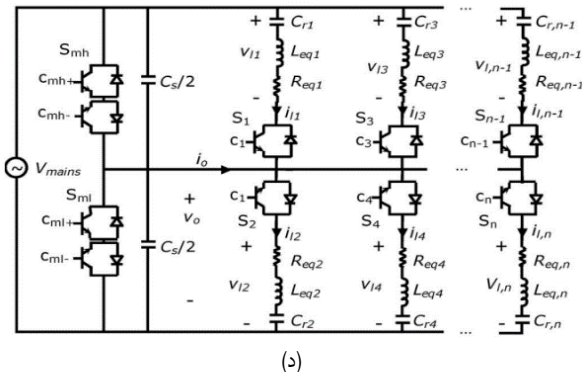 S_mh
c_mh+
c_mh-
C_s/2
V_mains
S_ml
c_ml+
c_ml-
C_s/2
i_o
+
v_o
-
+
C_r1
L_eq1
v_l1
R_eq1
-
i_l1
S_1
c_1
+
C_r3
L_eq3
v_l3
R_eq3
-
i_l3
S_3
c_3
...
+
C_r,n-1
L_eq,n-1
v_l,n-1
R_eq,n-1
-
i_l,n-1
S_n-1
c_n-1
...
c_1
S_2
i_l2
+
R_eq2
v_l2
L_eq2
-
C_r2
c_4
S_4
i_l4
+
R_eq4
v_l4
L_eq4
-
C_r4
c_n
S_n
i_l,n
+
R_eq,n
V_l,n
L_eq,n
-
C_r,n
...
(د)